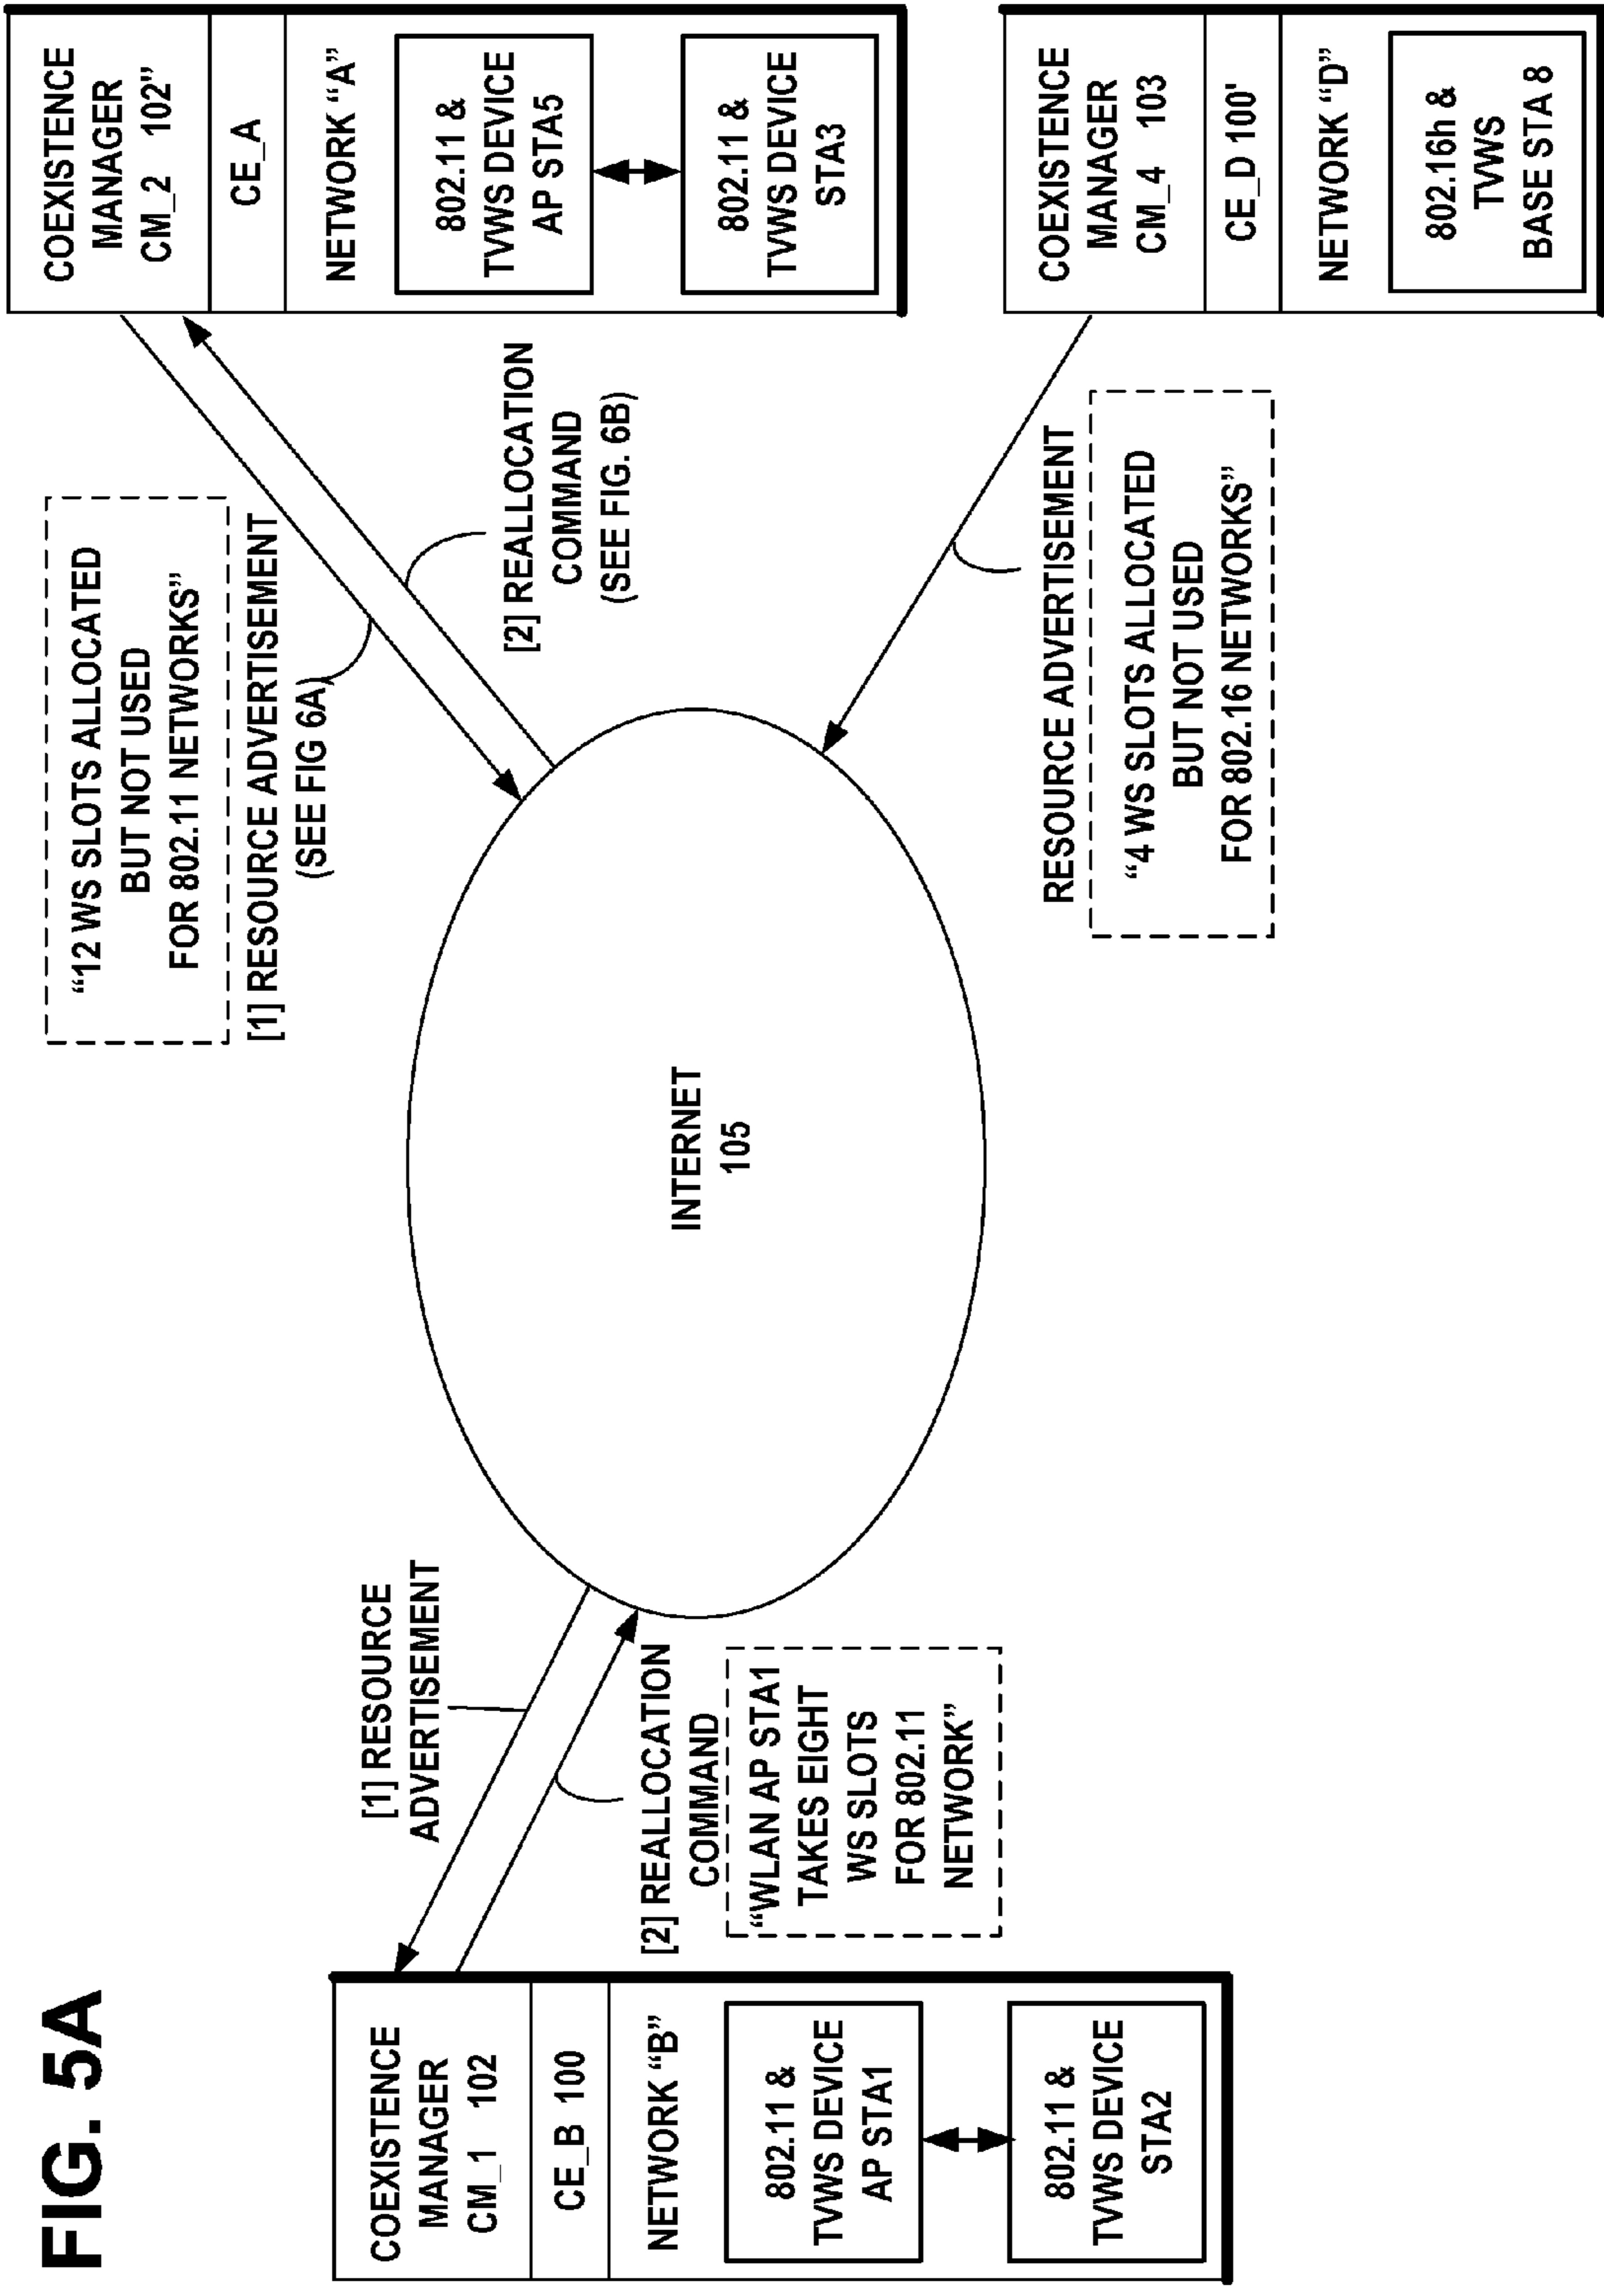 FIG. 5A
COEXISTENCE
MANAGER
CM_1 102
CE_B 100
NETWORK “B”
802.11 &
TVWS DEVICE
AP STA1
802.11 &
TVWS DEVICE
STA2
[1] RESOURCE
ADVERTISEMENT
[2] REALLOCATION
COMMAND
“WLAN AP STA1
TAKES EIGHT
WS SLOTS
FOR 802.11
NETWORK”
INTERNET
105
“12 WS SLOTS ALLOCATED
BUT NOT USED
FOR 802.11 NETWORKS”
[1] RESOURCE ADVERTISEMENT
(SEE FIG 6A)
[2] REALLOCATION
COMMAND
(SEE FIG. 6B)
RESOURCE ADVERTISEMENT
“4 WS SLOTS ALLOCATED
BUT NOT USED
FOR 802.16 NETWORKS”
COEXISTENCE
MANAGER
CM_2 102”
CE_A
NETWORK “A”
802.11 &
TVWS DEVICE
AP STA5
802.11 &
TVWS DEVICE
STA3
COEXISTENCE
MANAGER
CM_4 103
CE_D 100'
NETWORK “D”
802.16h &
TVWS
BASE STA 8